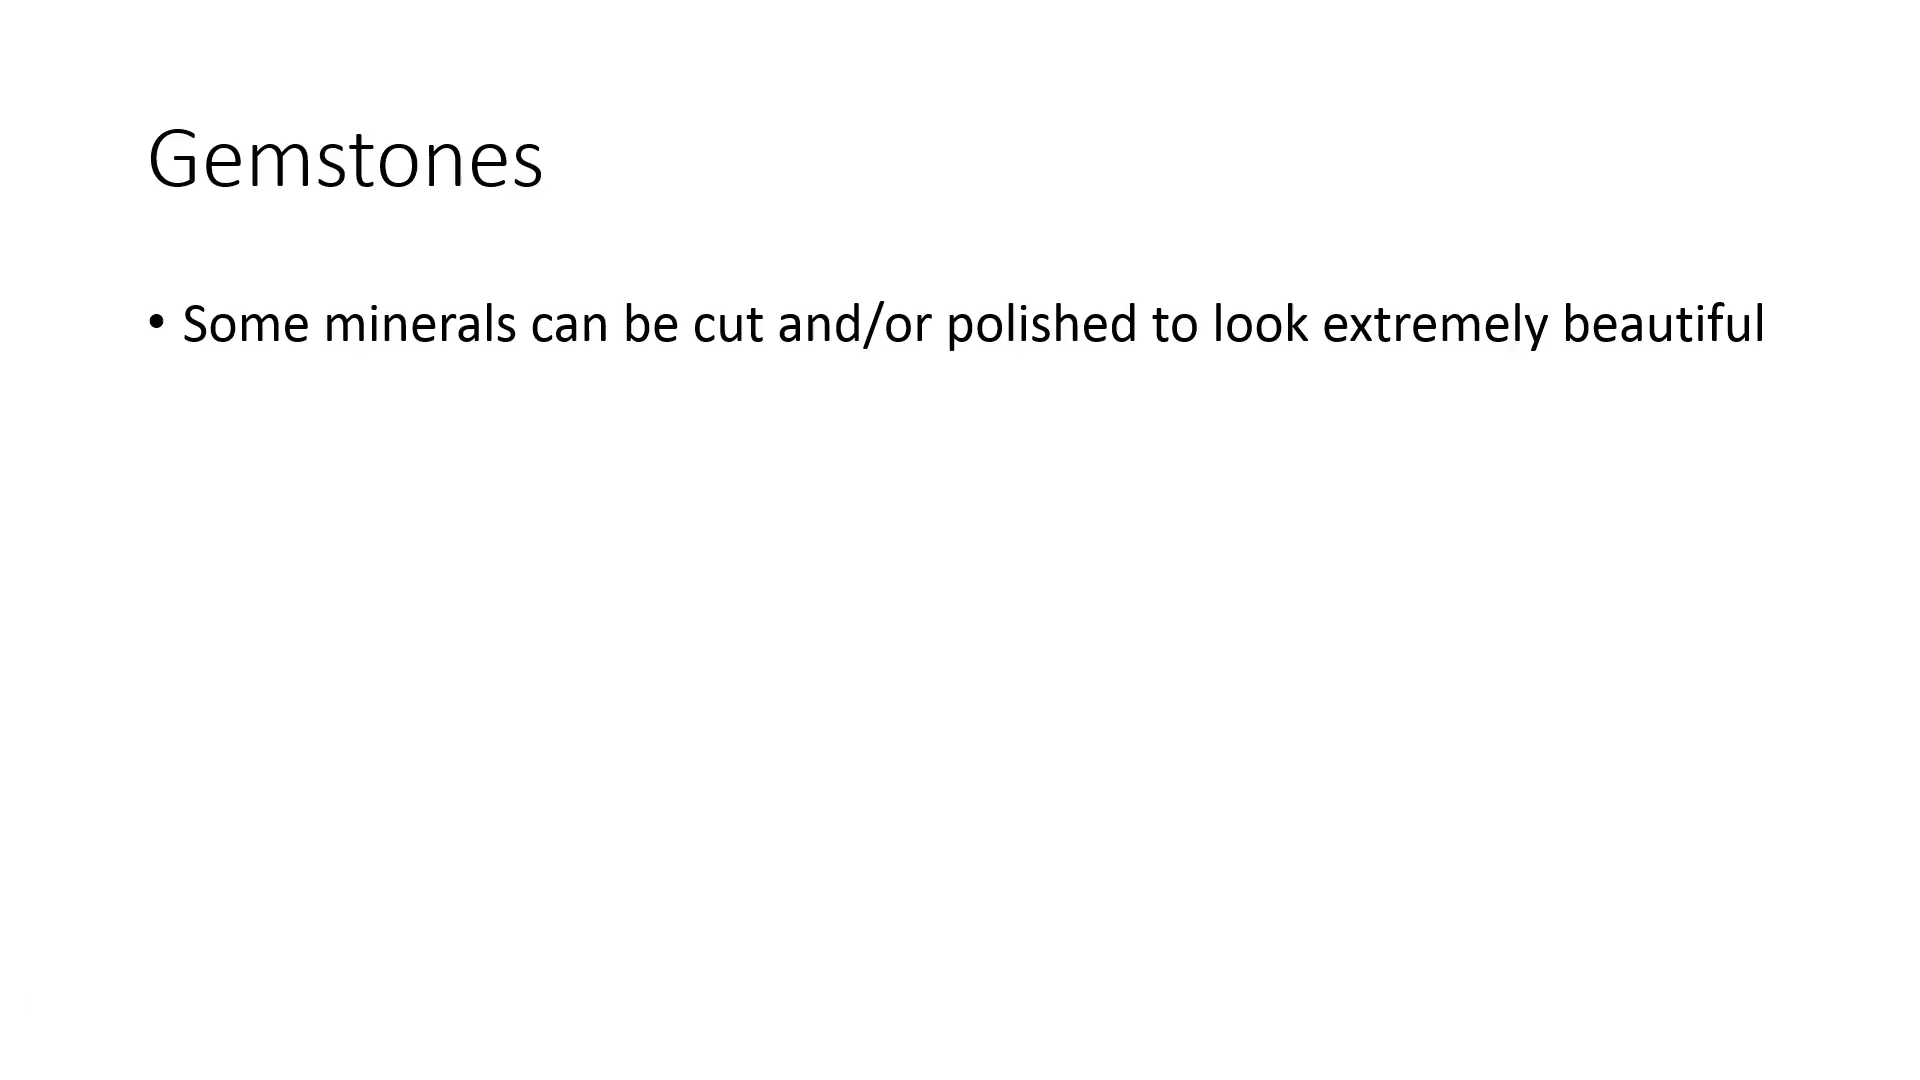 Gemstones
• Some minerals can be cut and/or polished to look extremely beautiful